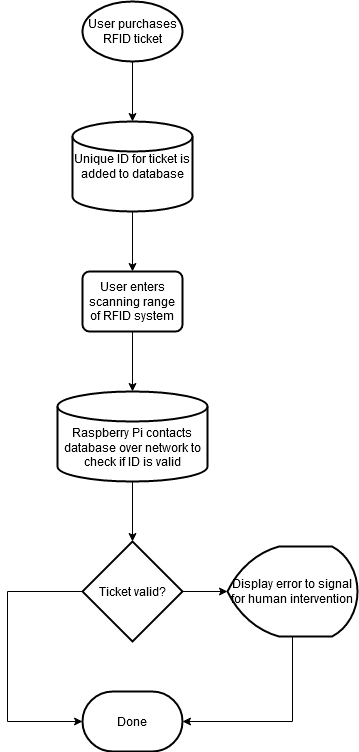 User purchases
RFID ticket
Unique ID for ticket is
added to database
User enters
scanning range
of RFID system
Raspberry Pi contacts
database over network to
check if ID is valid
Ticket valid?
Display error to signal
for human intervention
Done